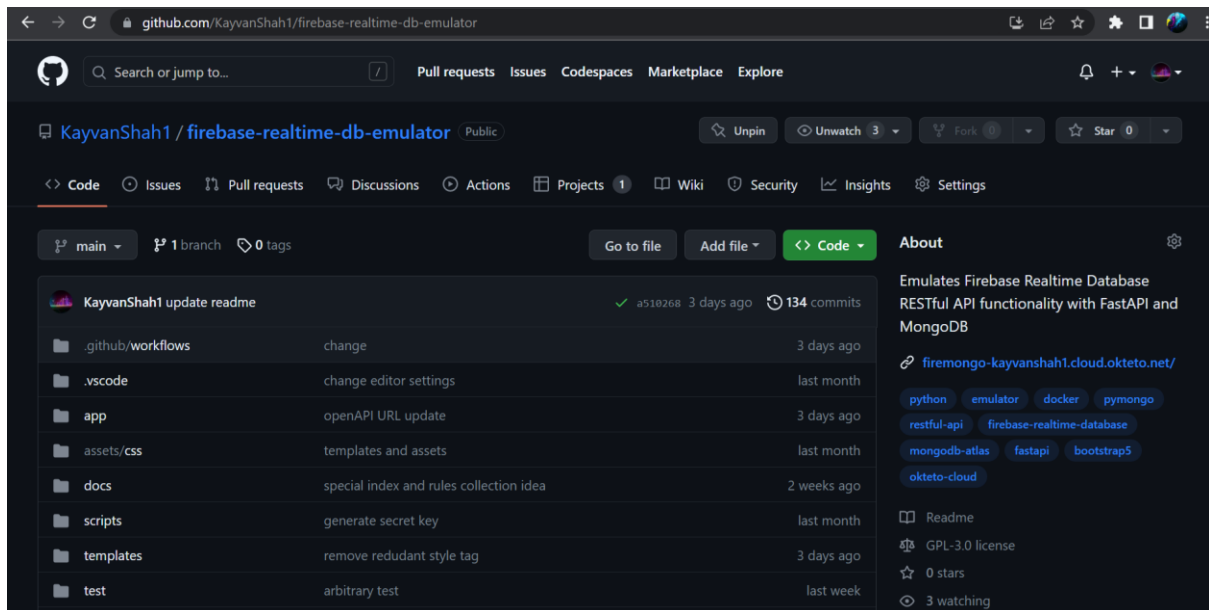 github.com/KayvanShah1/firebase-realtime-db-emulator
Search or jump to... / Pull requests Issues Codespaces Marketplace Explore
KayvanShah1 / firebase-realtime-db-emulator Public Unpin Unwatch 3 Fork 0 Star 0
<> Code Issues Pull requests Discussions Actions Projects 1 Wiki Security Insights Settings
main 1 branch 0 tags Go to file Add file <> Code
About
Emulates Firebase Realtime Database
RESTful API functionality with FastAPI and
MongoDB
firemongo-kayvanshah1.cloud.okteto.net/
python emulator docker pymongo
restful-api firebase-realtime-database
mongodb-atlas fastapi bootstrap5
okteto-cloud
Readme
GPL-3.0 license
0 stars
3 watching
KayvanShah1 update readme a510268 3 days ago 134 commits
.github/workflows change 3 days ago
.vscode change editor settings last month
app openAPI URL update 3 days ago
assets/css templates and assets last month
docs special index and rules collection idea 2 weeks ago
scripts generate secret key last month
templates remove redudant style tag 3 days ago
test arbitrary test last week